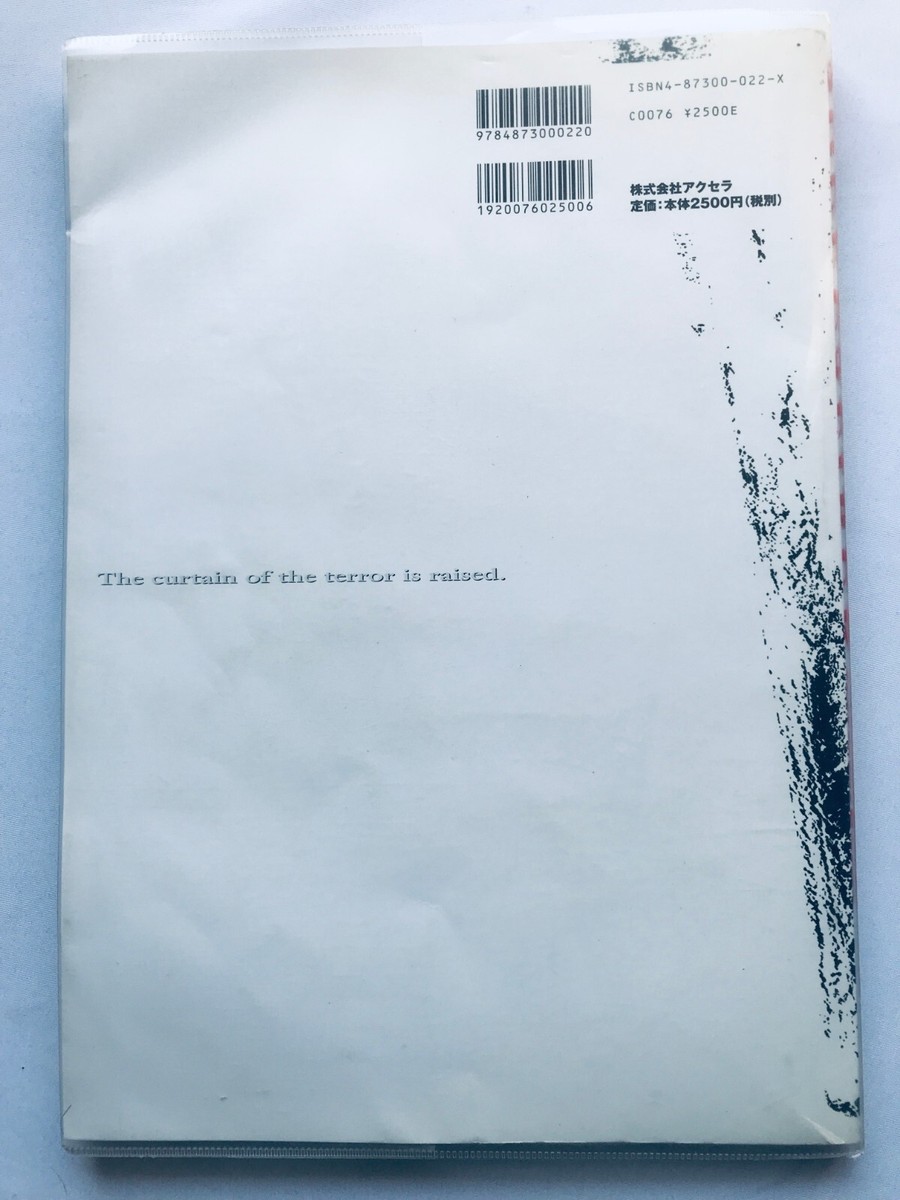 ISBN4-87300-022-X
C0076 ¥2500E
9784873000220
1920076025006
株式会社アクセラ
定価:本体2500円(税別)
The curtain of the terror is raised.